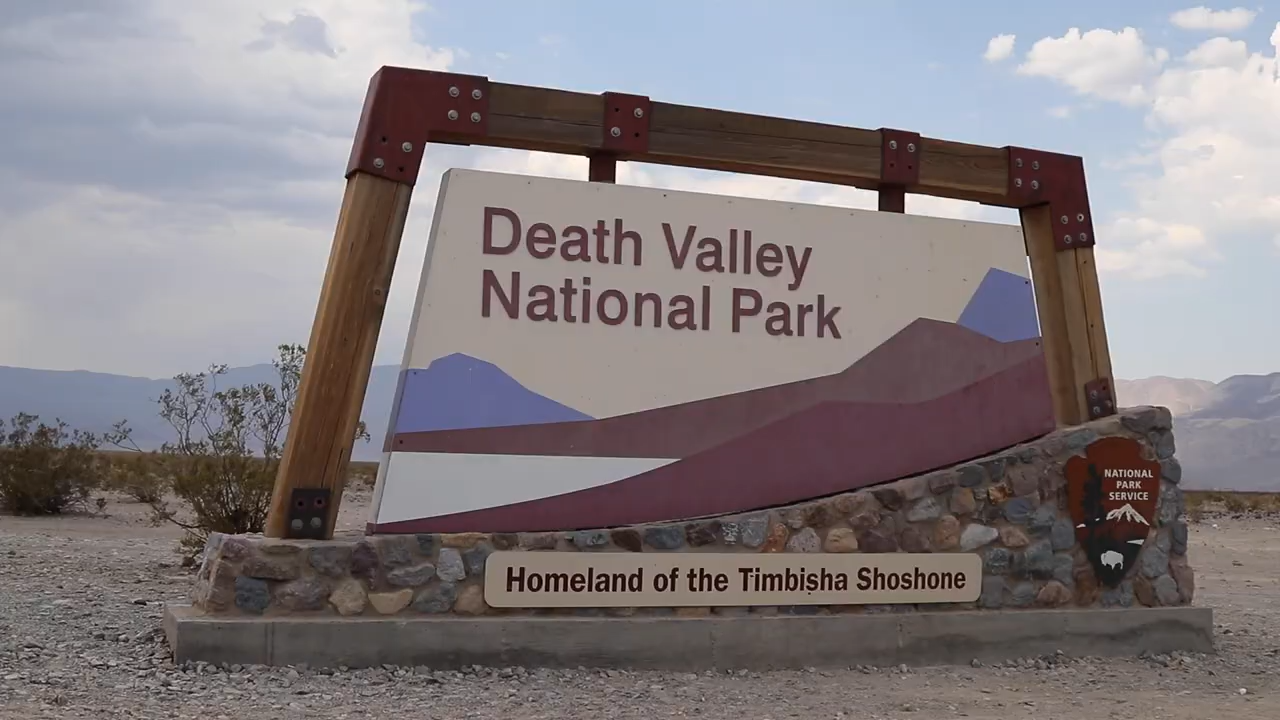 Death Valley
National Park
NATIONAL
PARK
SERVICE
Homeland of the Timbisha Shoshone